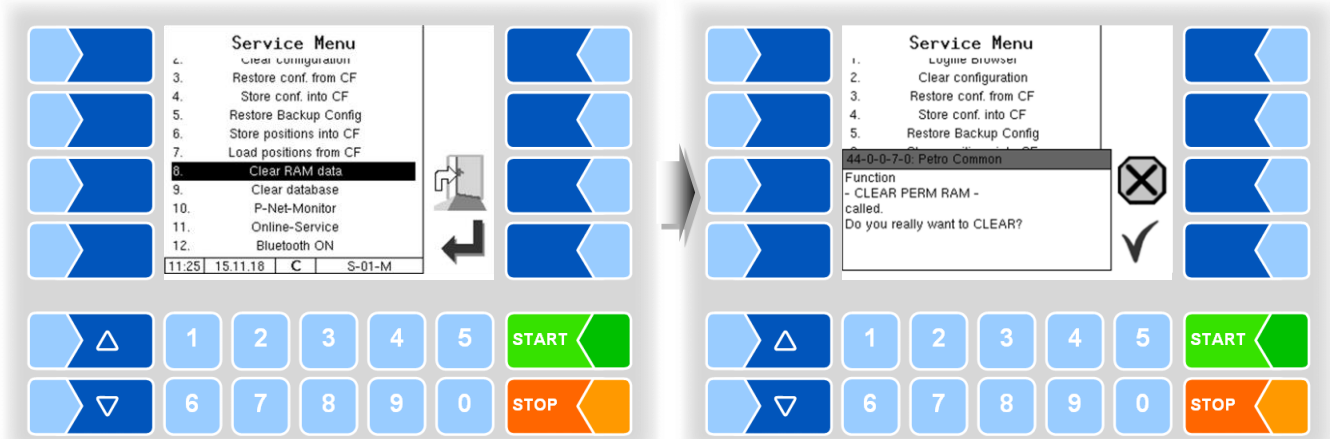 Service Menu
2. Clear configuration
3. Restore conf. from CF
4. Store conf. into CF
5. Restore Backup Config
6. Store positions into CF
7. Load positions from CF
8. Clear RAM data
9. Clear database
10. P-Net-Monitor
11. Online-Service
12. Bluetooth ON
11:25 15.11.18 C S-01-M
1 2 3 4 5 START
6 7 8 9 0 STOP
Service Menu
1. Logfile Browser
2. Clear configuration
3. Restore conf. from CF
4. Store conf. into CF
5. Restore Backup Config
44-0-0-7-0: Petro Common
Function
- CLEAR PERM RAM -
called.
Do you really want to CLEAR?
1 2 3 4 5 START
6 7 8 9 0 STOP